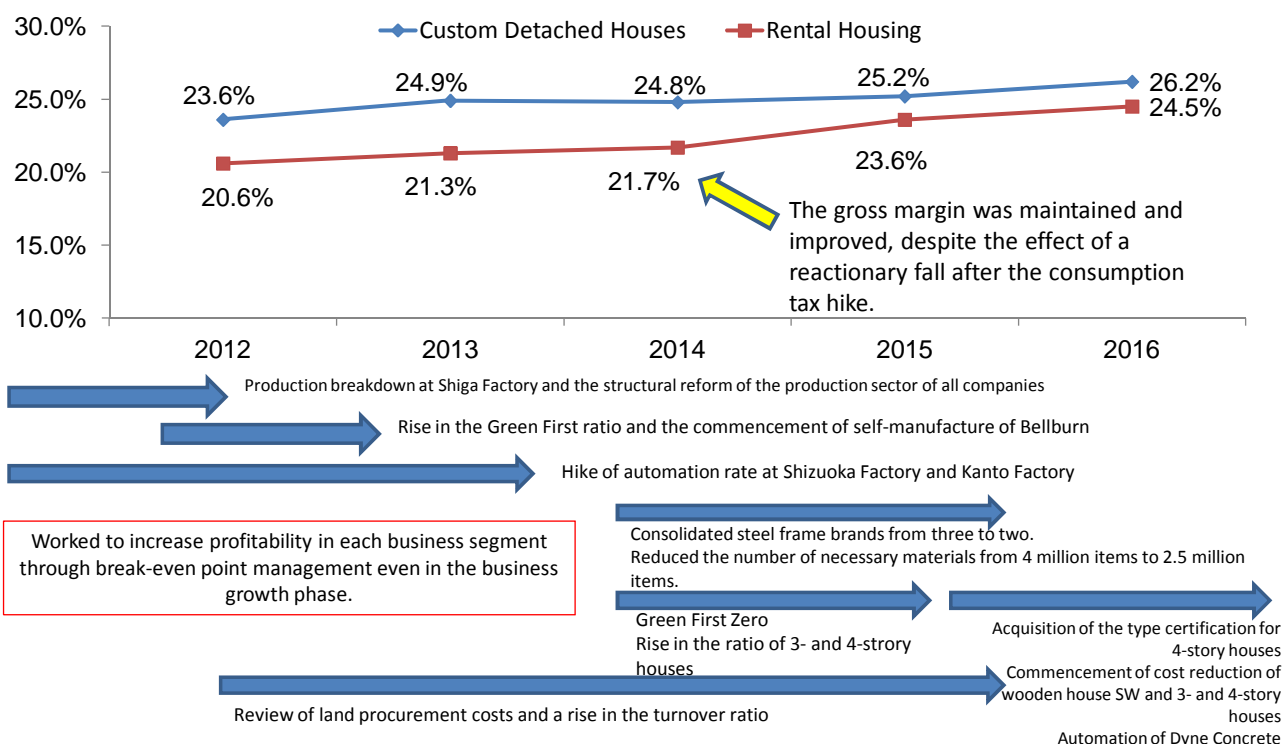 30.0%
Custom Detached Houses
Rental Housing
23.6%
24.9%
24.8%
25.2%
26.2%
25.0%
24.5%
20.0%
20.6%
21.3%
21.7%
23.6%
The gross margin was maintained and
improved, despite the effect of a
reactionary fall after the consumption
tax hike.
15.0%
10.0%
2012
2013
2014
2015
2016
Production breakdown at Shiga Factory and the structural reform of the production sector of all companies
Rise in the Green First ratio and the commencement of self-manufacture of Bellburn
Hike of automation rate at Shizuoka Factory and Kanto Factory
Worked to increase profitability in each business segment
through break-even point management even in the business
growth phase.
Consolidated steel frame brands from three to two.
Reduced the number of necessary materials from 4 million items to 2.5 million
items.
Green First Zero
Rise in the ratio of 3- and 4-strory
houses
Acquisition of the type certification for
4-story houses
Commencement of cost reduction of
wooden house SW and 3- and 4-story
houses
Automation of Dyne Concrete
Review of land procurement costs and a rise in the turnover ratio